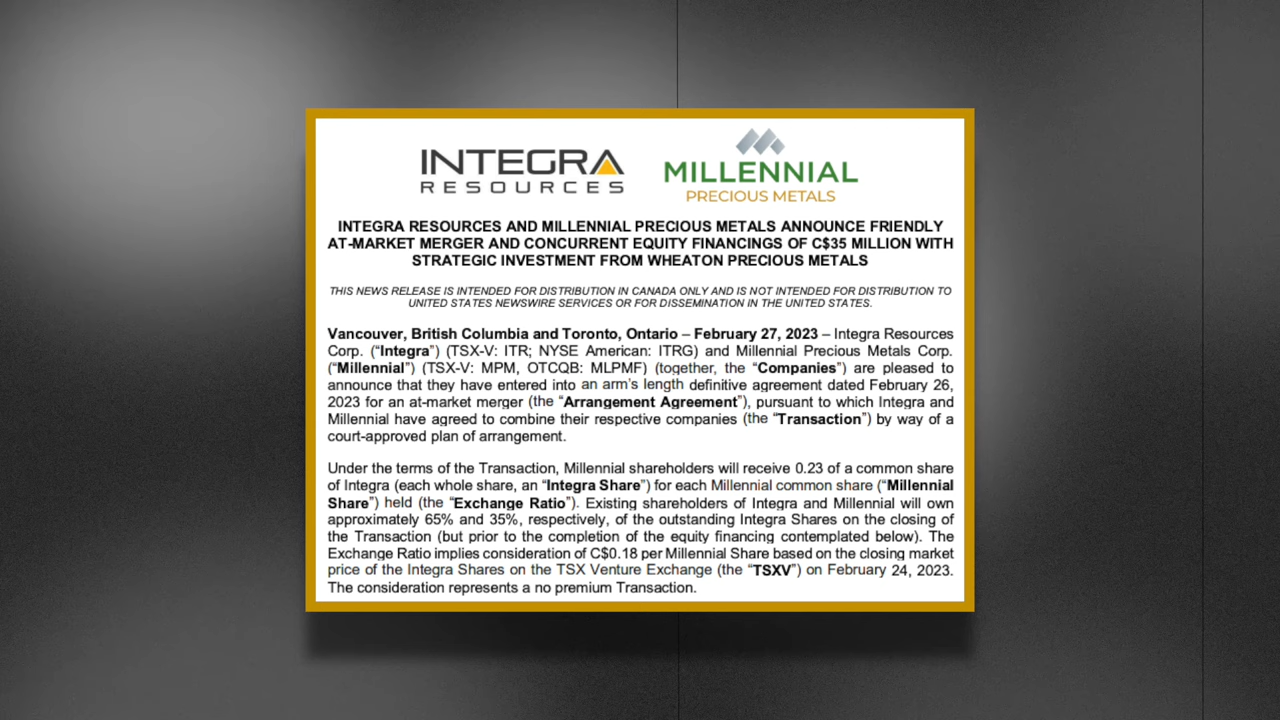 INTEGRA
RESOURCES
MILLENNIAL
PRECIOUS METALS
INTEGRA RESOURCES AND MILLENNIAL PRECIOUS METALS ANNOUNCE FRIENDLY
AT-MARKET MERGER AND CONCURRENT EQUITY FINANCINGS OF C$35 MILLION WITH
STRATEGIC INVESTMENT FROM WHEATON PRECIOUS METALS
THIS NEWS RELEASE IS INTENDED FOR DISTRIBUTION IN CANADA ONLY AND IS NOT INTENDED FOR DISTRIBUTION TO
UNITED STATES NEWSWIRE SERVICES OR FOR DISSEMINATION IN THE UNITED STATES.
Vancouver, British Columbia and Toronto, Ontario – February 27, 2023 – Integra Resources
Corp. (“Integra”) (TSX-V: ITR; NYSE American: ITRG) and Millennial Precious Metals Corp.
(“Millennial”) (TSX-V: MPM, OTCQB: MLPMF) (together, the “Companies”) are pleased to
announce that they have entered into an arm’s length definitive agreement dated February 26,
2023 for an at-market merger (the “Arrangement Agreement”), pursuant to which Integra and
Millennial have agreed to combine their respective companies (the “Transaction”) by way of a
court-approved plan of arrangement.
Under the terms of the Transaction, Millennial shareholders will receive 0.23 of a common share
of Integra (each whole share, an “Integra Share”) for each Millennial common share (“Millennial
Share”) held (the “Exchange Ratio”). Existing shareholders of Integra and Millennial will own
approximately 65% and 35%, respectively, of the outstanding Integra Shares on the closing of
the Transaction (but prior to the completion of the equity financing contemplated below). The
Exchange Ratio implies consideration of C$0.18 per Millennial Share based on the closing market
price of the Integra Shares on the TSX Venture Exchange (the “TSXV”) on February 24, 2023.
The consideration represents a no premium Transaction.